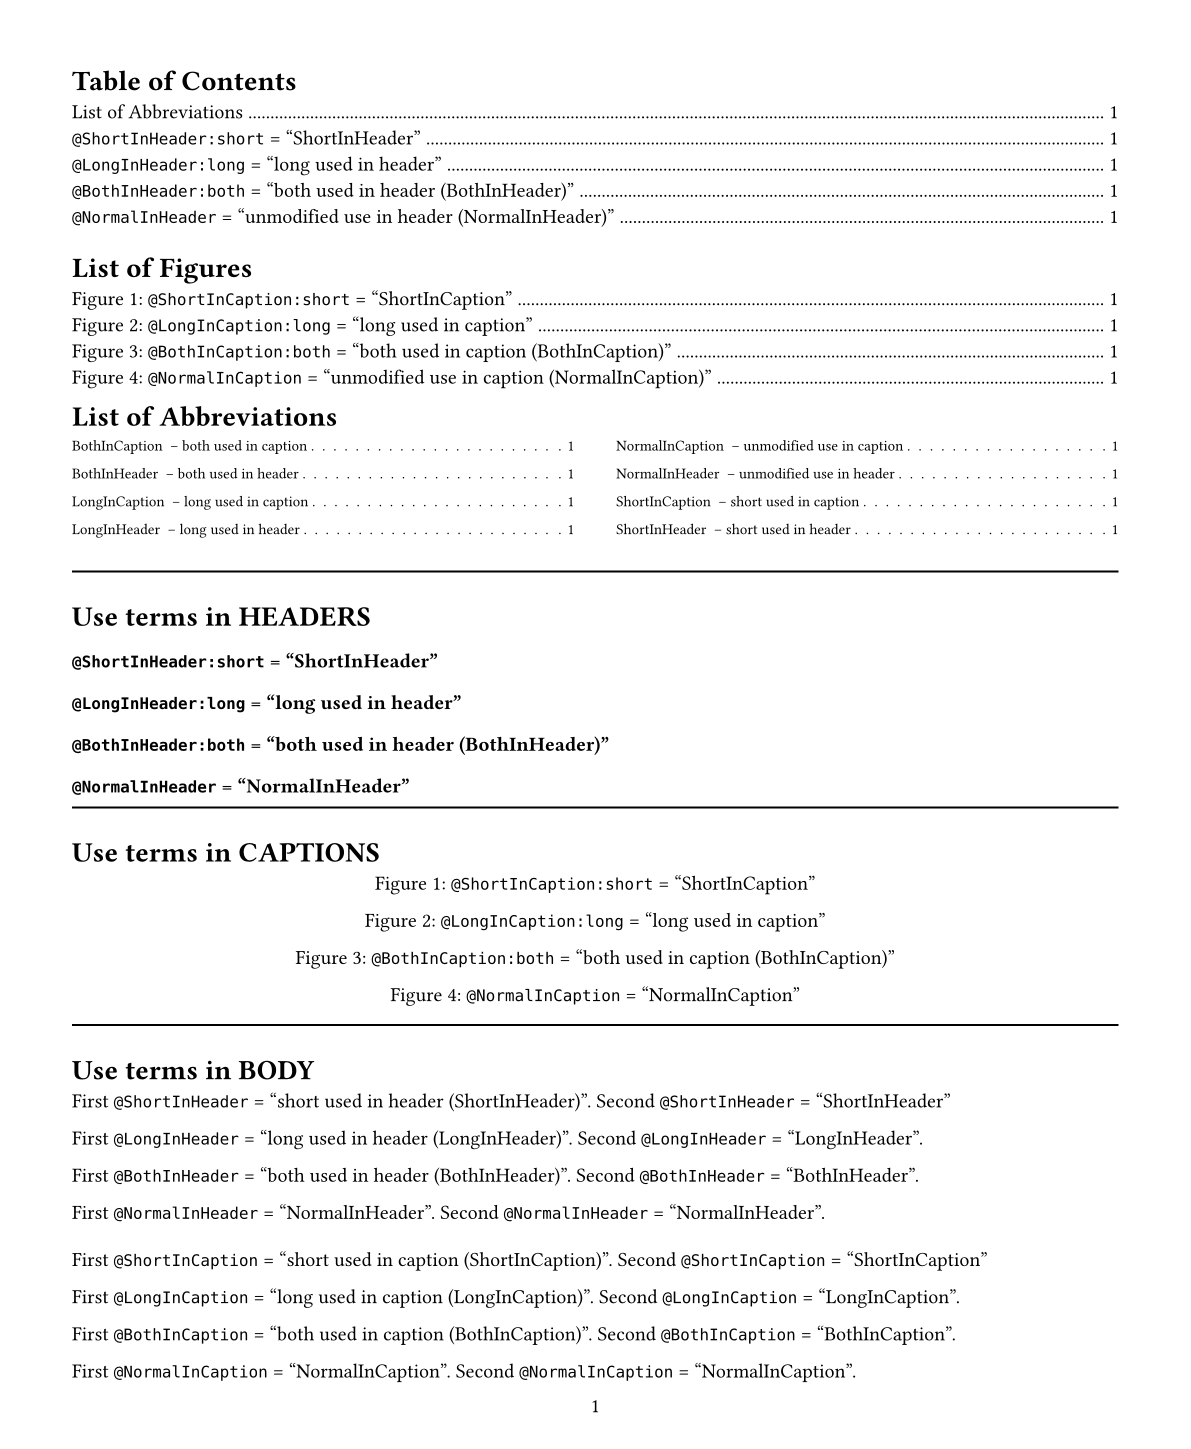 Table of Contents
List of Abbreviations ........ 1
@ShortInHeader:short = “ShortInHeader” ........ 1
@LongInHeader:long = “long used in header” ........ 1
@BothInHeader:both = “both used in header (BothInHeader)” ........ 1
@NormalInHeader = “unmodified use in header (NormalInHeader)” ........ 1
List of Figures
Figure 1: @ShortInCaption:short = “ShortInCaption” ........ 1
Figure 2: @LongInCaption:long = “long used in caption” ........ 1
Figure 3: @BothInCaption:both = “both used in caption (BothInCaption)” ........ 1
Figure 4: @NormalInCaption = “unmodified use in caption (NormalInCaption)” ........ 1
List of Abbreviations
BothInCaption – both used in caption . . . . . . . . 1
BothInHeader – both used in header . . . . . . . . 1
LongInCaption – long used in caption . . . . . . . . 1
LongInHeader – long used in header . . . . . . . . 1
NormalInCaption – unmodified use in caption . . . . . . . . 1
NormalInHeader – unmodified use in header . . . . . . . . 1
ShortInCaption – short used in caption . . . . . . . . 1
ShortInHeader – short used in header . . . . . . . . 1
Use terms in HEADERS
@ShortInHeader:short = “ShortInHeader”
@LongInHeader:long = “long used in header”
@BothInHeader:both = “both used in header (BothInHeader)”
@NormalInHeader = “NormalInHeader”
Use terms in CAPTIONS
Figure 1: @ShortInCaption:short = “ShortInCaption”
Figure 2: @LongInCaption:long = “long used in caption”
Figure 3: @BothInCaption:both = “both used in caption (BothInCaption)”
Figure 4: @NormalInCaption = “NormalInCaption”
Use terms in BODY
First @ShortInHeader = “short used in header (ShortInHeader)”. Second @ShortInHeader = “ShortInHeader”
First @LongInHeader = “long used in header (LongInHeader)”. Second @LongInHeader = “LongInHeader”.
First @BothInHeader = “both used in header (BothInHeader)”. Second @BothInHeader = “BothInHeader”.
First @NormalInHeader = “NormalInHeader”. Second @NormalInHeader = “NormalInHeader”.
First @ShortInCaption = “short used in caption (ShortInCaption)”. Second @ShortInCaption = “ShortInCaption”
First @LongInCaption = “long used in caption (LongInCaption)”. Second @LongInCaption = “LongInCaption”.
First @BothInCaption = “both used in caption (BothInCaption)”. Second @BothInCaption = “BothInCaption”.
First @NormalInCaption = “NormalInCaption”. Second @NormalInCaption = “NormalInCaption”.
1